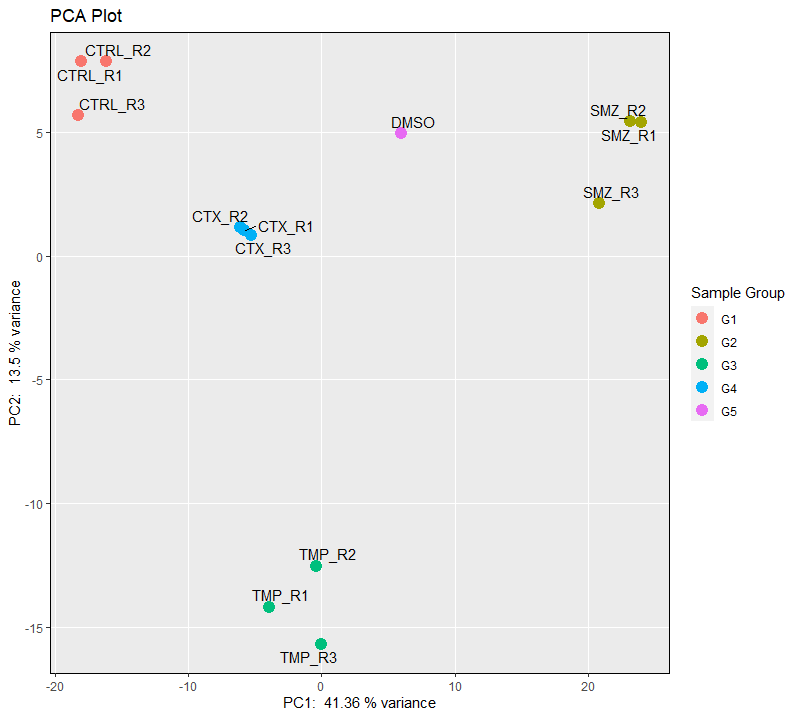 PCA Plot
CTRL_R2
CTRL_R1
CTRL_R3
DMSO
SMZ_R2
SMZ_R1
SMZ_R3
CTX_R2
CTX_R1
CTX_R3
TMP_R2
TMP_R1
TMP_R3
5
0
-5
-10
-15
PC2:  13.5 % variance
-20
-10
0
10
20
PC1:  41.36 % variance
Sample Group
G1
G2
G3
G4
G5